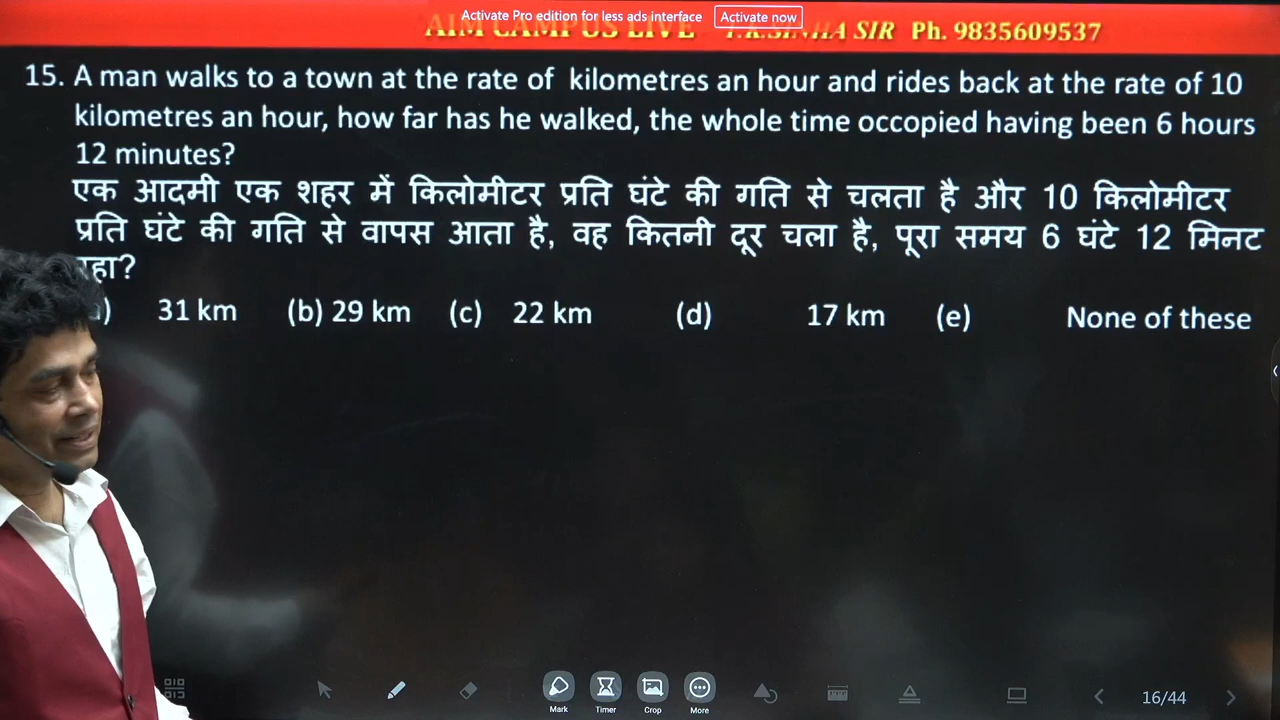 Activate Pro edition for less ads interface Activate now
AIM CAMPUS LIVE T.K.SINHA SIR Ph. 9835609537
15. A man walks to a town at the rate of kilometres an hour and rides back at the rate of 10
kilometres an hour, how far has he walked, the whole time occopied having been 6 hours
12 minutes?
एक आदमी एक शहर में किलोमीटर प्रति घंटे की गति से चलता है और 10 किलोमीटर
प्रति घंटे की गति से वापस आता है, वह कितनी दूर चला है, पूरा समय 6 घंटे 12 मिनट
रहा?
31 km (b) 29 km (c) 22 km (d) 17 km (e) None of these
Mark Timer Crop More 16/44